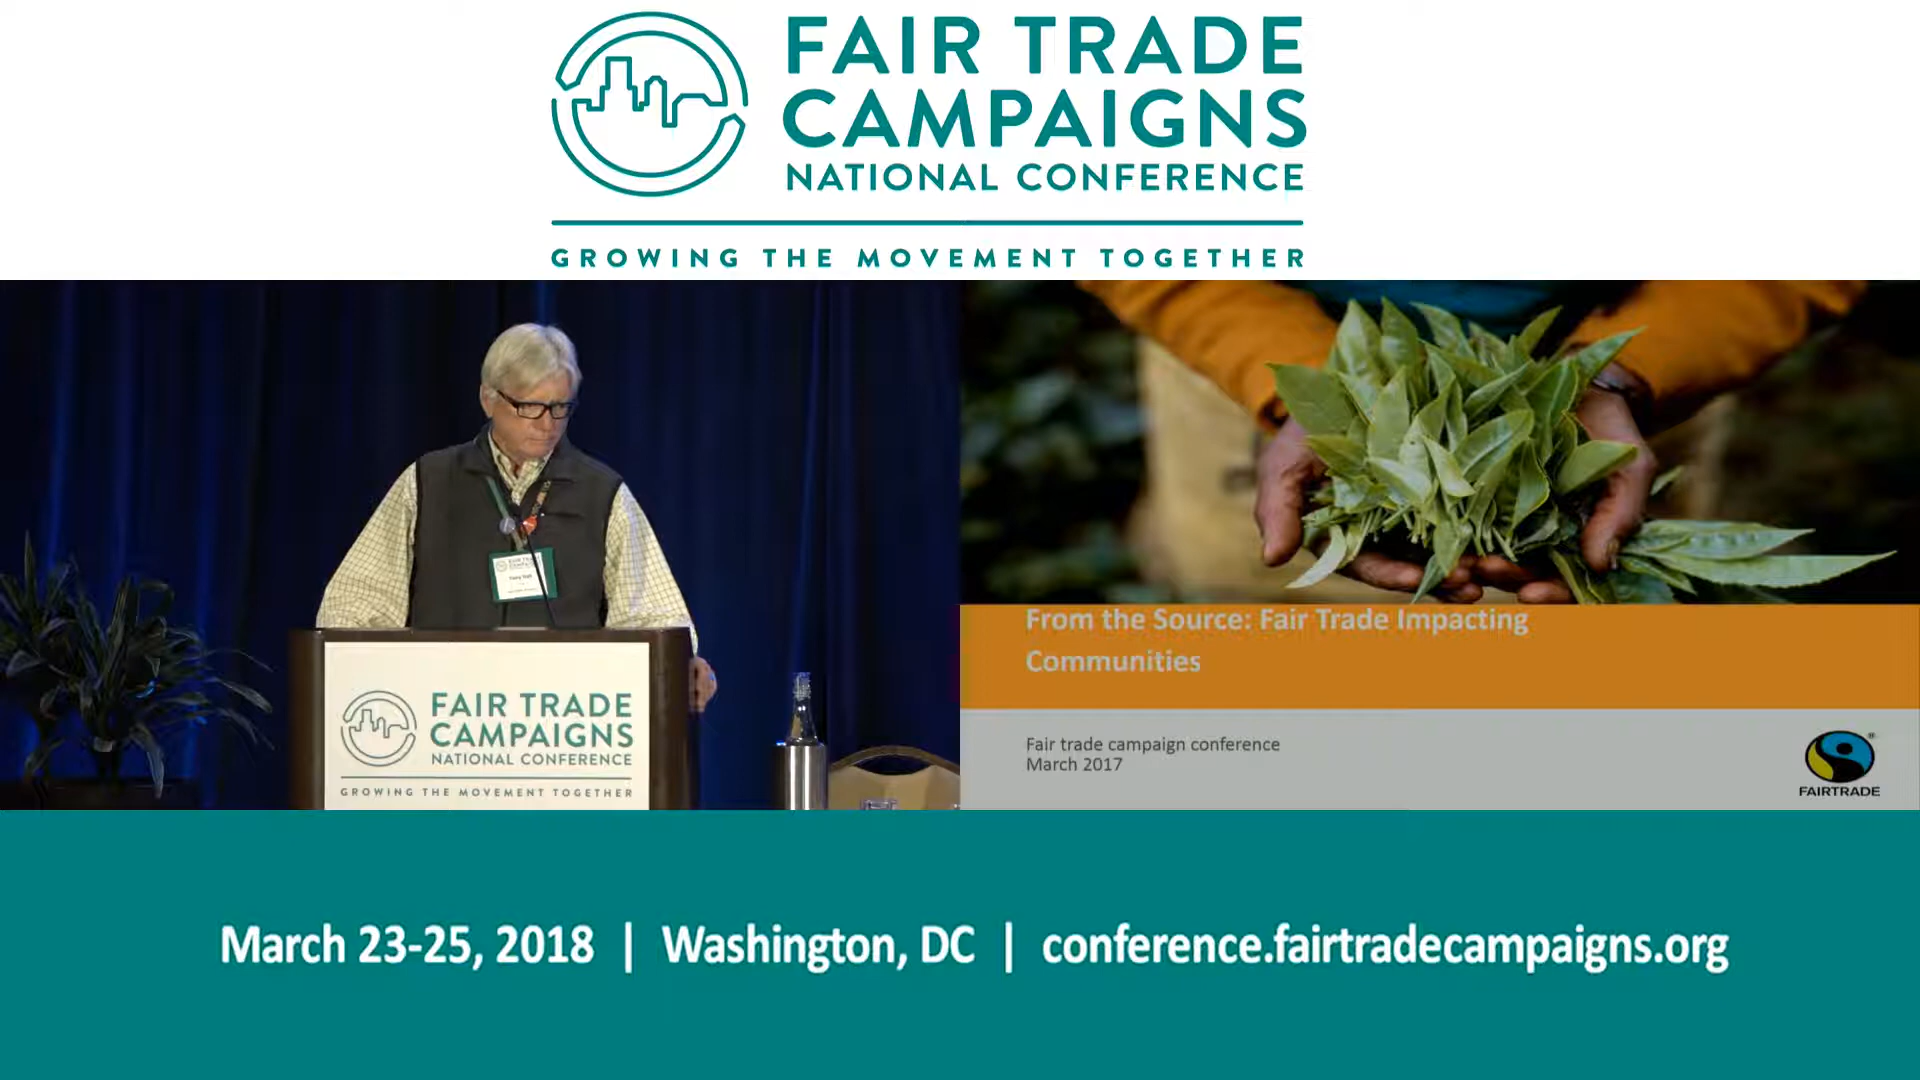 FAIR TRADE
CAMPAIGNS
NATIONAL CONFERENCE
GROWING THE MOVEMENT TOGETHER
FAIR TRADE
CAMPAIGNS
NATIONAL CONFERENCE
GROWING THE MOVEMENT TOGETHER
From the Source: Fair Trade Impacting
Communities
Fair trade campaign conference
March 2017
®
FAIRTRADE
March 23-25, 2018 | Washington, DC | conference.fairtradecampaigns.org